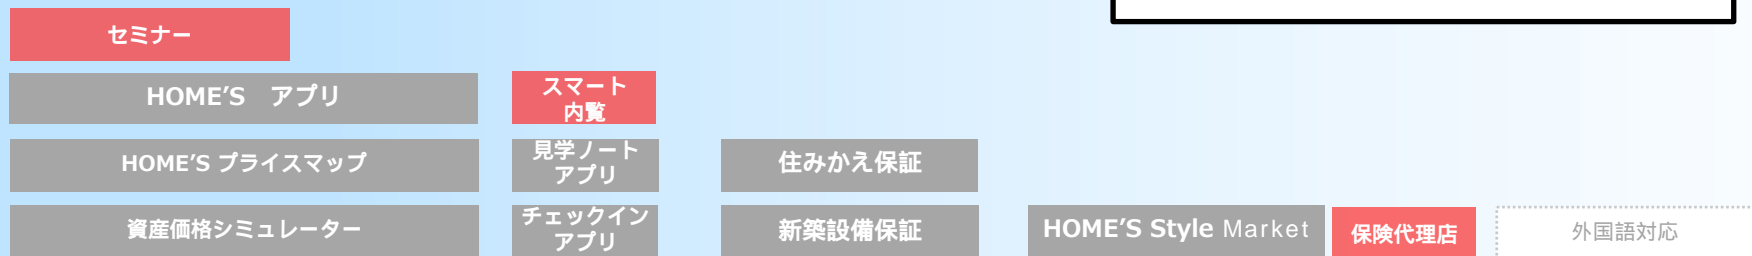 セミナー
HOME'S　アプリ
スマート
内覧
HOME'S プライスマップ
見学ノート
アプリ
住みかえ保証
資産価格シミュレーター
チェックイン
アプリ
新築設備保証
HOME'S Style Market
保険代理店
外国語対応